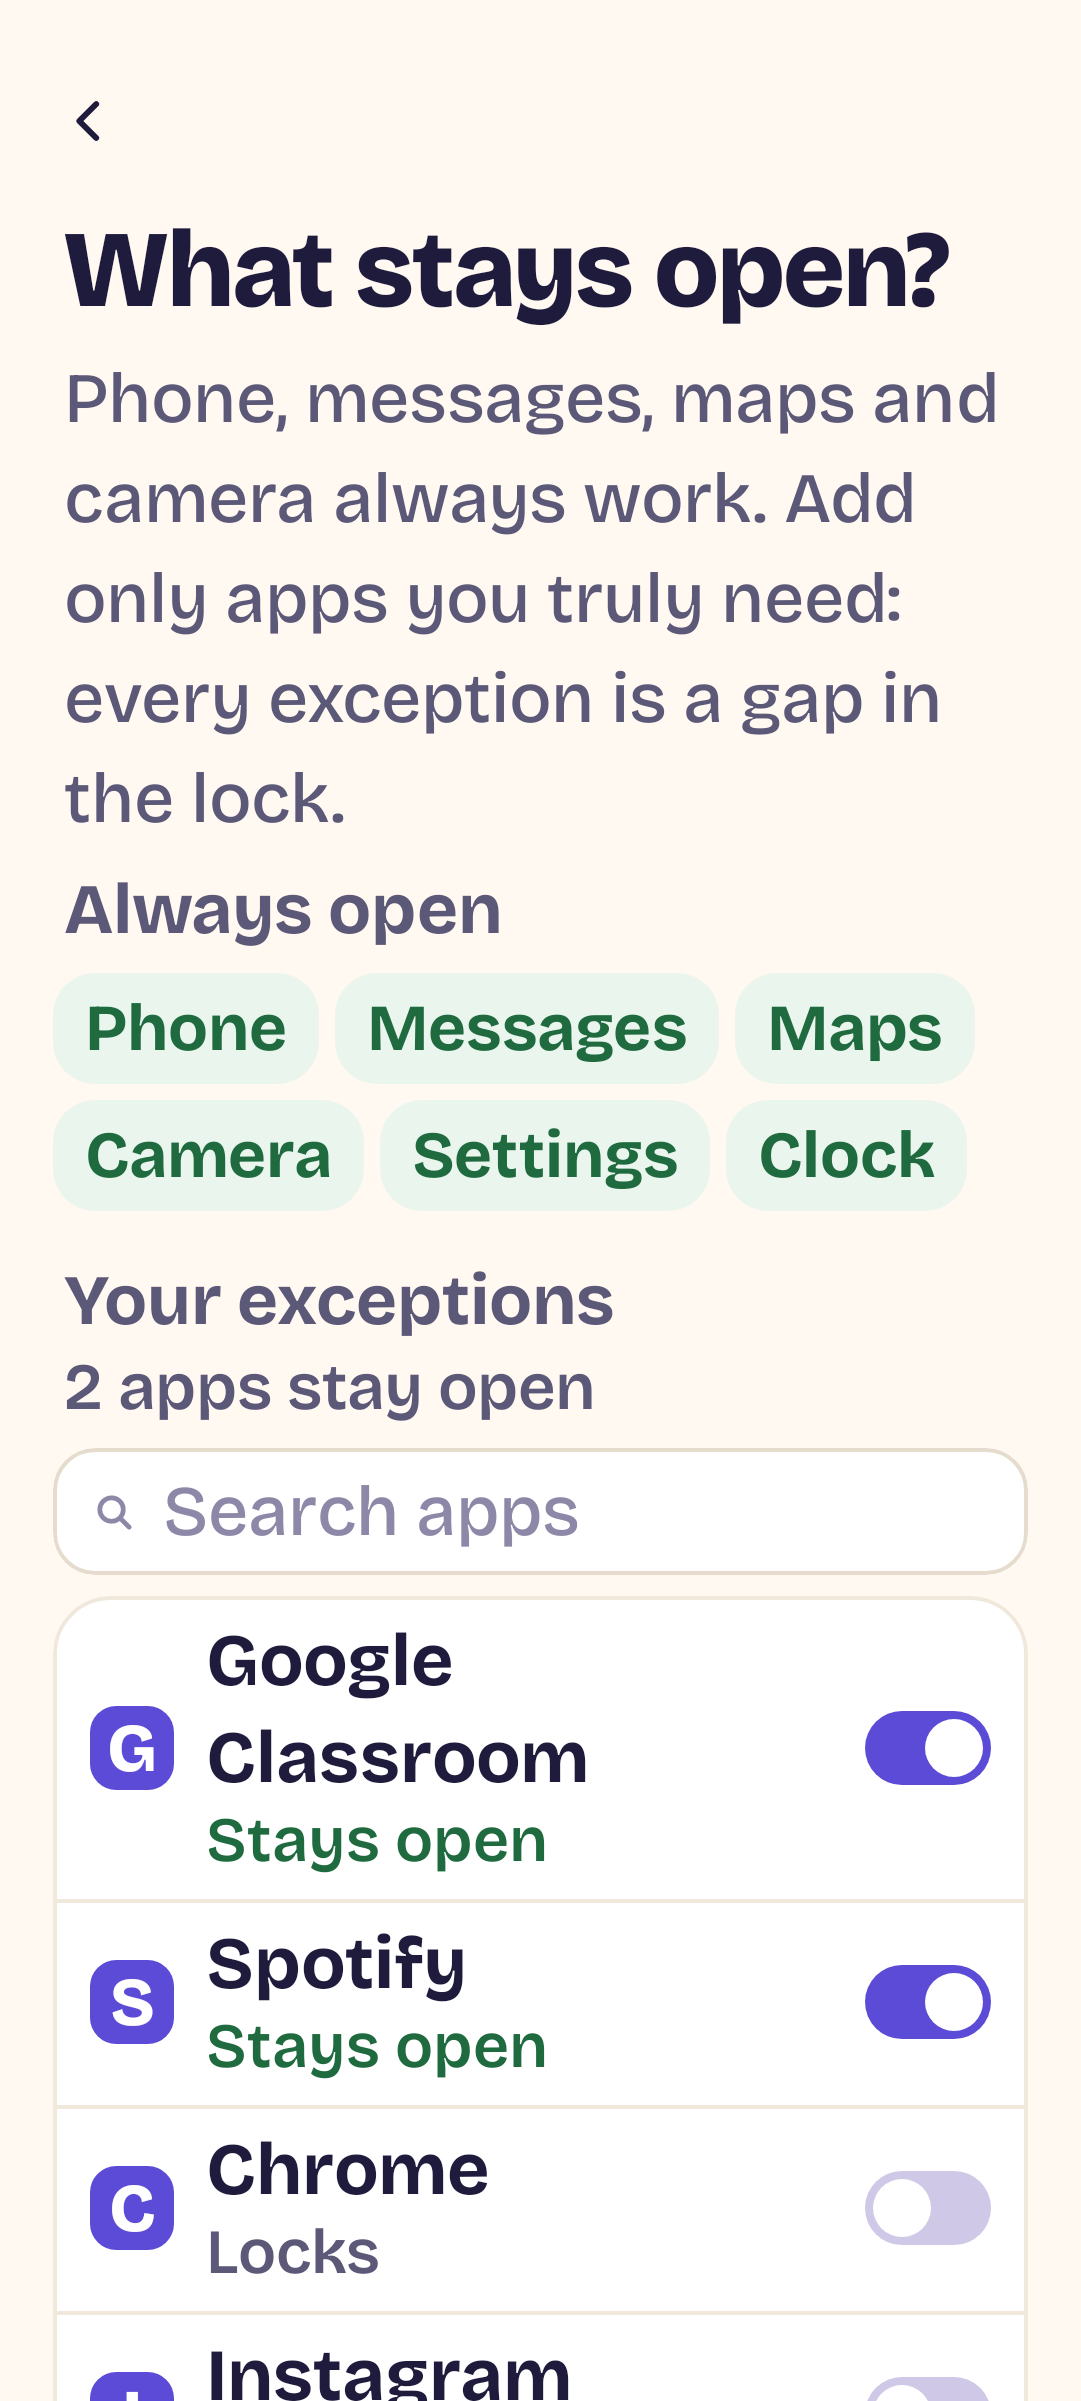 What stays open?
Phone, messages, maps and
camera always work. Add
only apps you truly need:
every exception is a gap in
the lock.
Always open
Phone Messages Maps
Camera Settings Clock
Your exceptions
2 apps stay open
Search apps
Google
G Classroom
Stays open
Spotify
S
Stays open
Chrome
C
Locks
Instagram